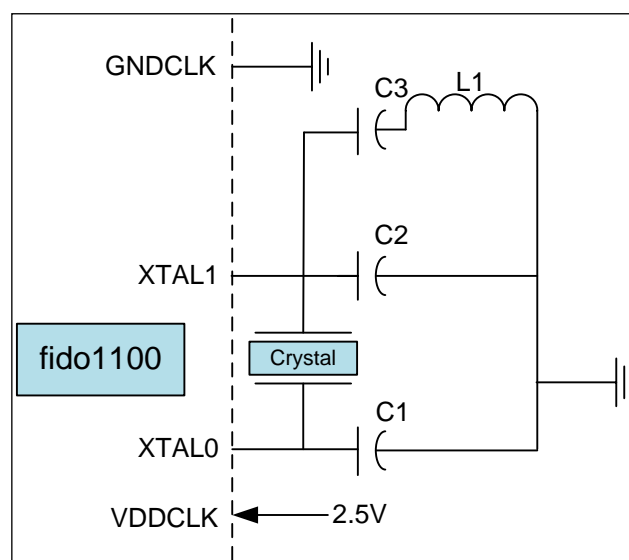 GNDCLK
C3
L1
C2
XTAL1
fido1100
Crystal
C1
XTAL0
VDDCLK
2.5V